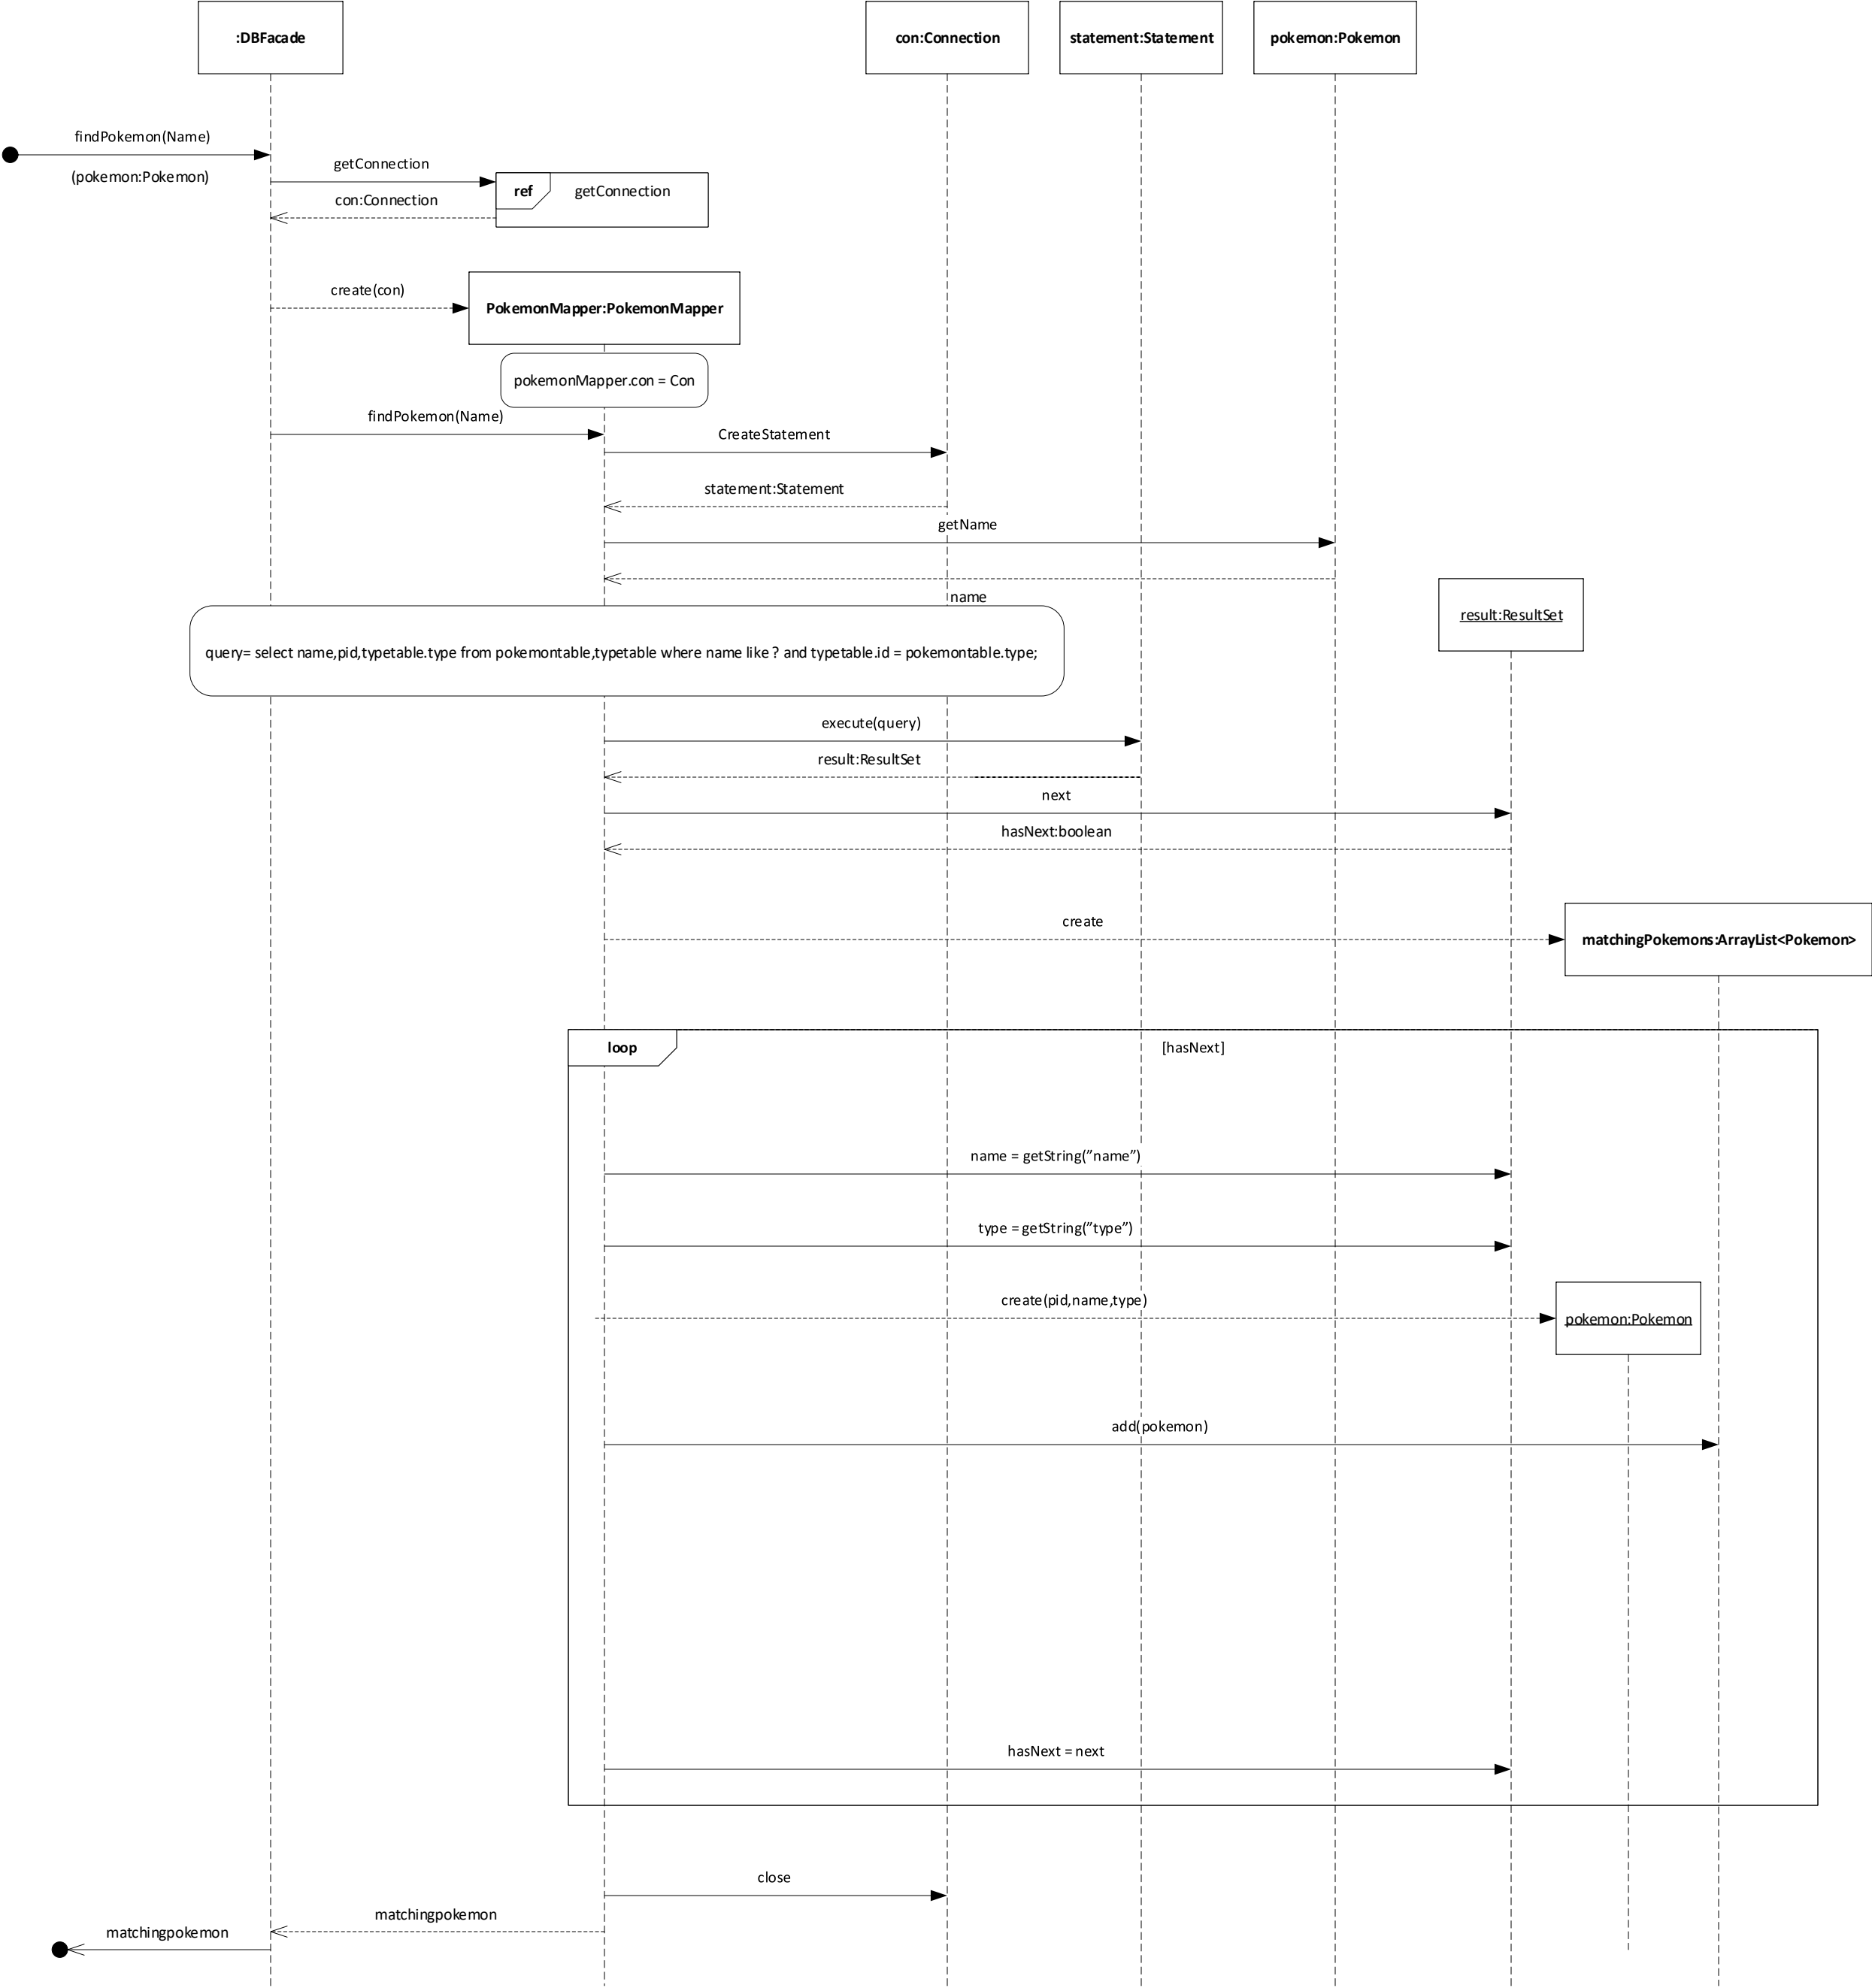 :DBFacade
con:Connection
statement:Statement
pokemon:Pokemon
findPokemon(Name)
(pokemon:Pokemon)
getConnection
ref
getConnection
con:Connection
create(con)
PokemonMapper:PokemonMapper
pokemonMapper.con = Con
findPokemon(Name)
CreateStatement
statement:Statement
getName
name
result:ResultSet
query= select name,pid,typetable.type from pokemontable,typetable where name like ? and typetable.id = pokemontable.type;
execute(query)
result:ResultSet
next
hasNext:boolean
create
matchingPokemons:ArrayList<Pokemon>
loop
[hasNext]
name = getString(”name”)
type = getString(”type”)
create(pid,name,type)
pokemon:Pokemon
add(pokemon)
hasNext = next
close
matchingpokemon
matchingpokemon